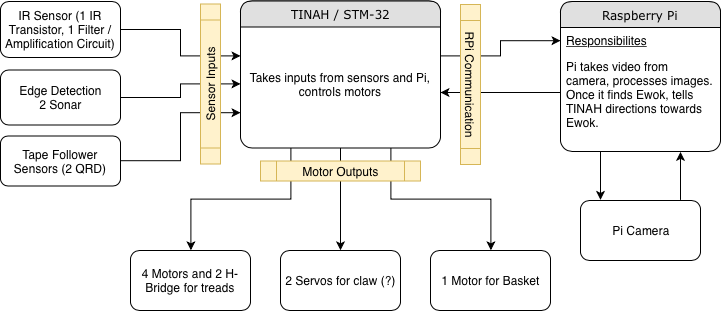 IR Sensor (1 IR
Transistor, 1 Filter /
Amplification Circuit)
Edge Detection
2 Sonar
Tape Follower
Sensors (2 QRD)
Sensor Inputs
TINAH / STM-32
Takes inputs from sensors and Pi,
controls motors
RPi Communication
Raspberry Pi
Responsibilites
Pi takes video from
camera, processes images.
Once it finds Ewok, tells
TINAH directions towards
Ewok.
Motor Outputs
Pi Camera
4 Motors and 2 H-
Bridge for treads
2 Servos for claw (?)
1 Motor for Basket